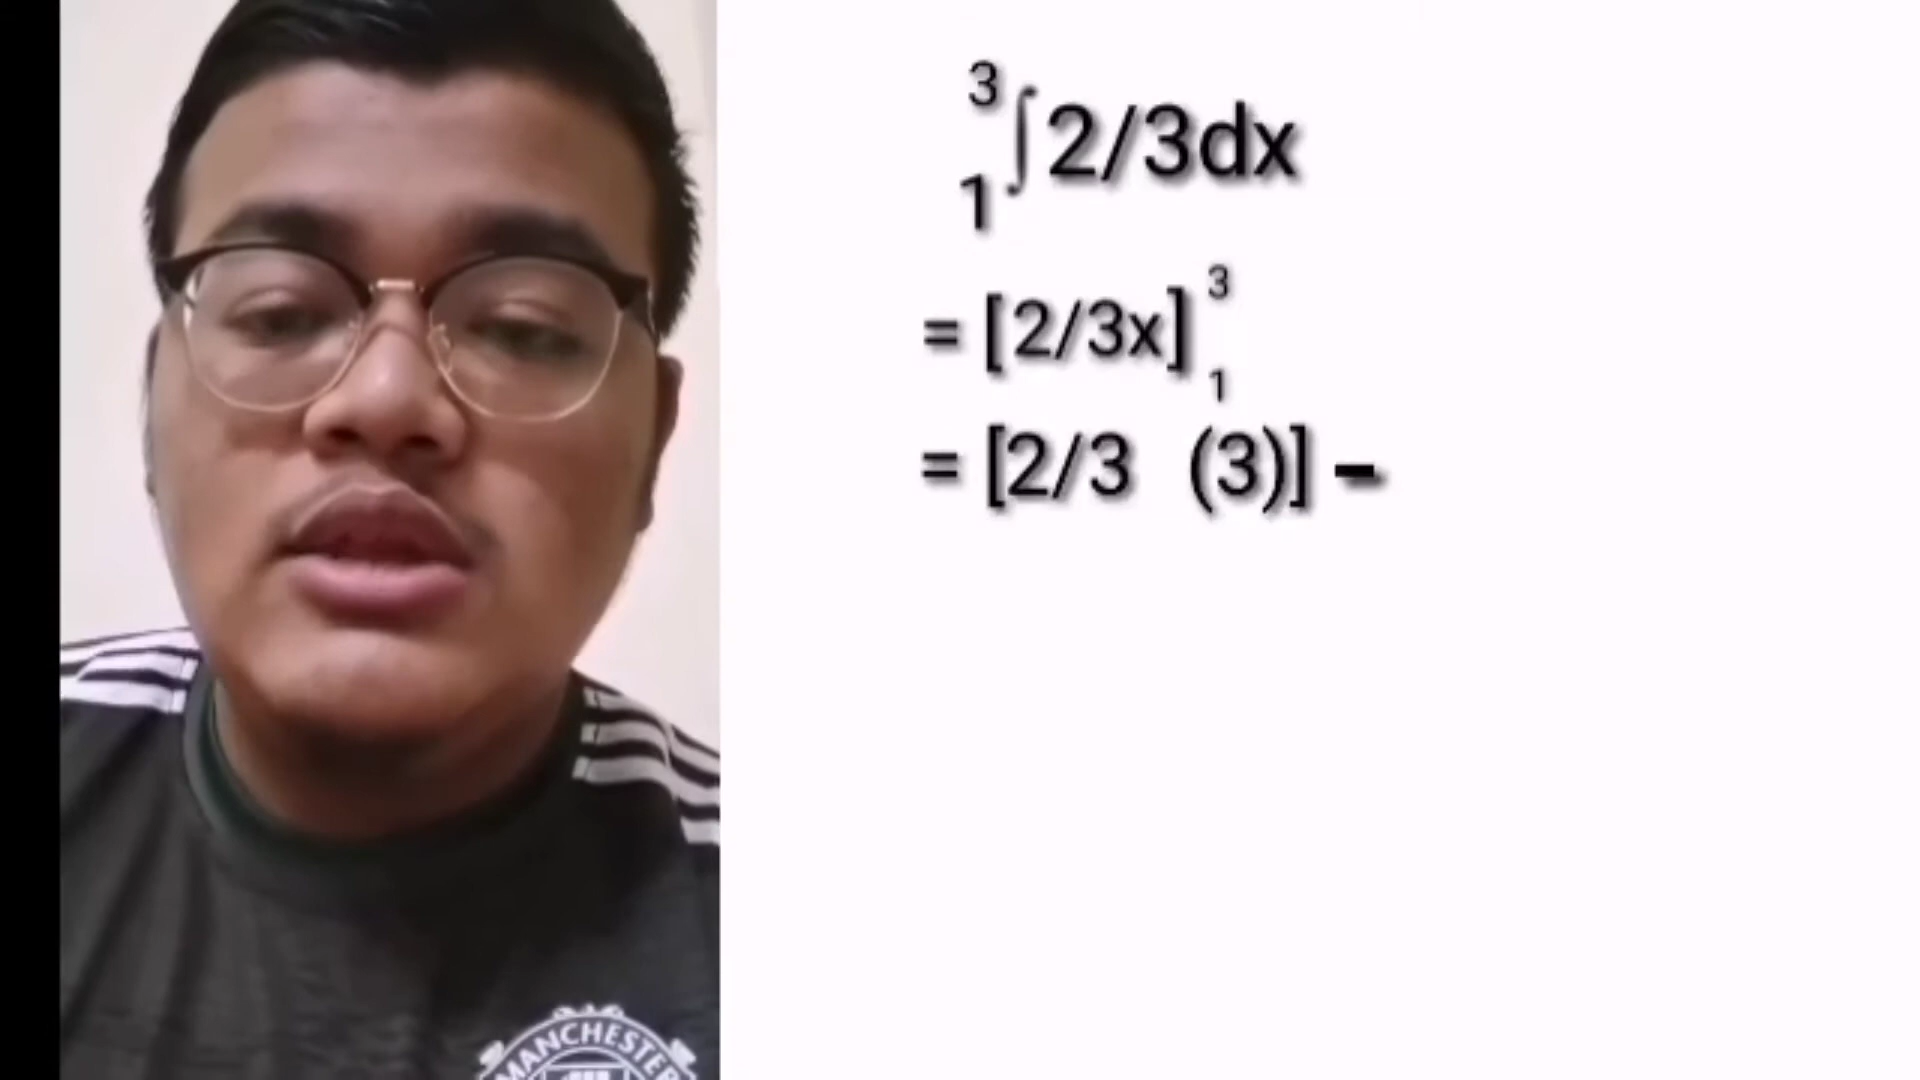 3
∫2/3dx
1
= [2/3x]
3
1
= [2/3 (3)] -
MANCHESTER